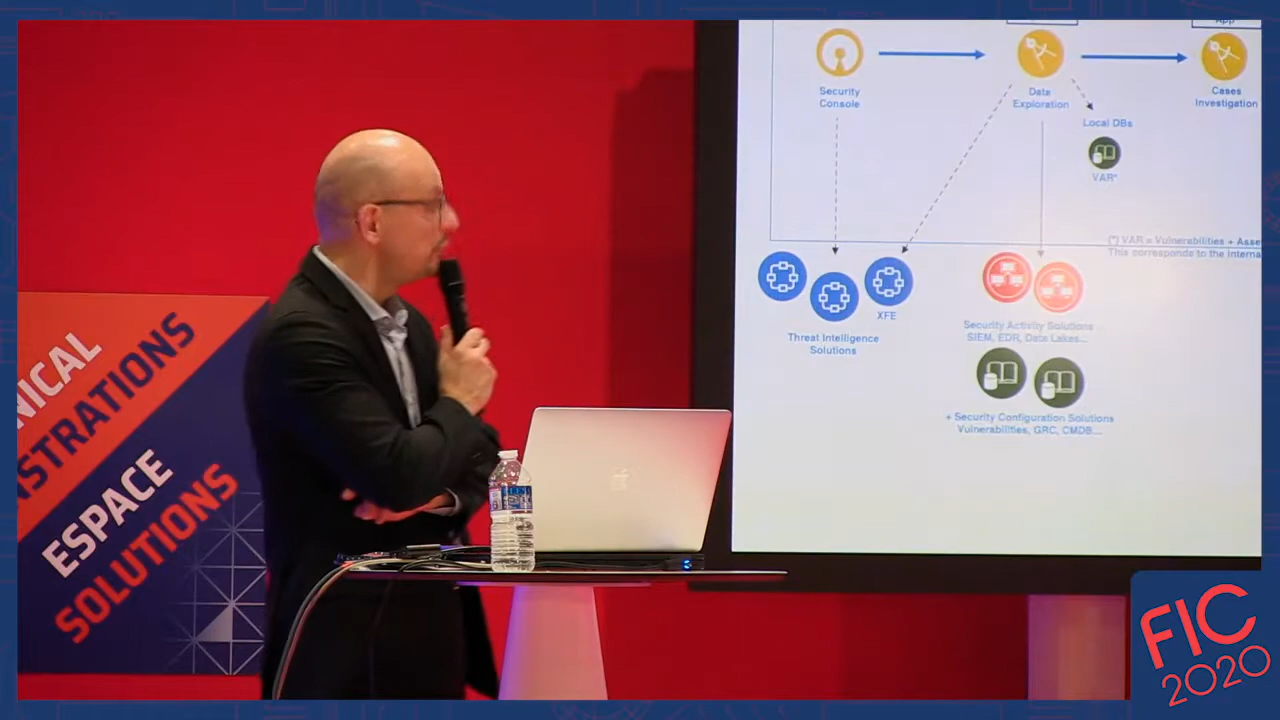 App
Security
Console
Data
Exploration
Cases
Investigation
Local DBs
VAR*
(*) VAR = Vulnerabilities + Asse
This corresponds to the Interna
XFE
Threat Intelligence
Solutions
Security Activity Solutions
SIEM, EDR, Data Lakes...
+ Security Configuration Solutions
Vulnerabilities, GRC, CMDB...
NICAL
NSTRATIONS
ESPACE
SOLUTIONS
FIC
2020